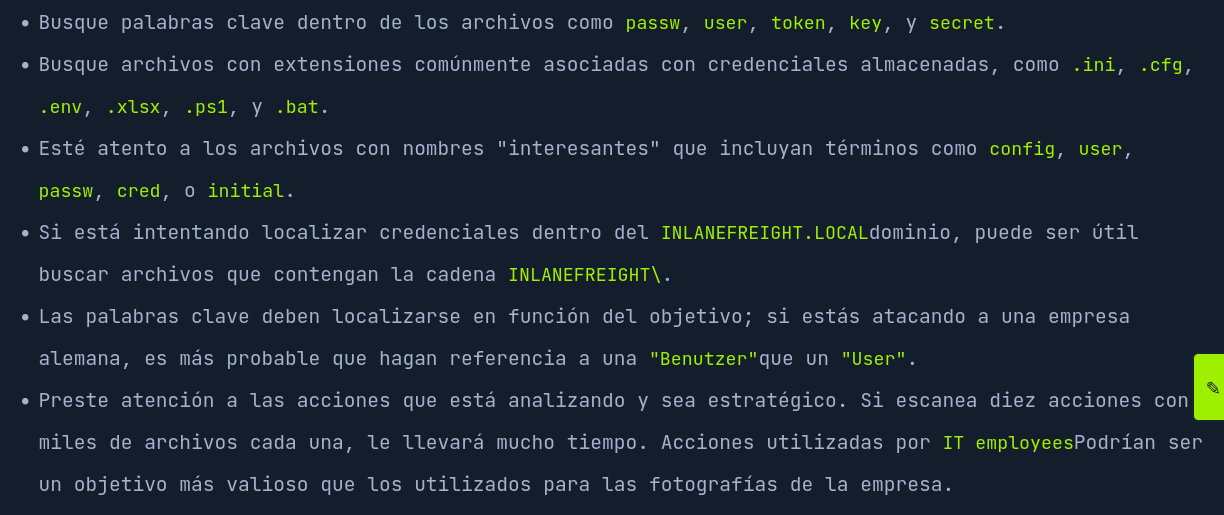 • Busque palabras clave dentro de los archivos como passw, user, token, key, y secret.
• Busque archivos con extensiones comúnmente asociadas con credenciales almacenadas, como .ini, .cfg,
.env, .xlsx, .ps1, y .bat.
• Esté atento a los archivos con nombres "interesantes" que incluyan términos como config, user,
passw, cred, o initial.
• Si está intentando localizar credenciales dentro del INLANEFREIGHT.LOCALdominio, puede ser útil
buscar archivos que contengan la cadena INLANEFREIGHT\.
• Las palabras clave deben localizarse en función del objetivo; si estás atacando a una empresa
alemana, es más probable que hagan referencia a una "Benutzer"que un "User".
• Preste atención a las acciones que está analizando y sea estratégico. Si escanea diez acciones con
miles de archivos cada una, le llevará mucho tiempo. Acciones utilizadas por IT employeesPodrían ser
un objetivo más valioso que los utilizados para las fotografías de la empresa.